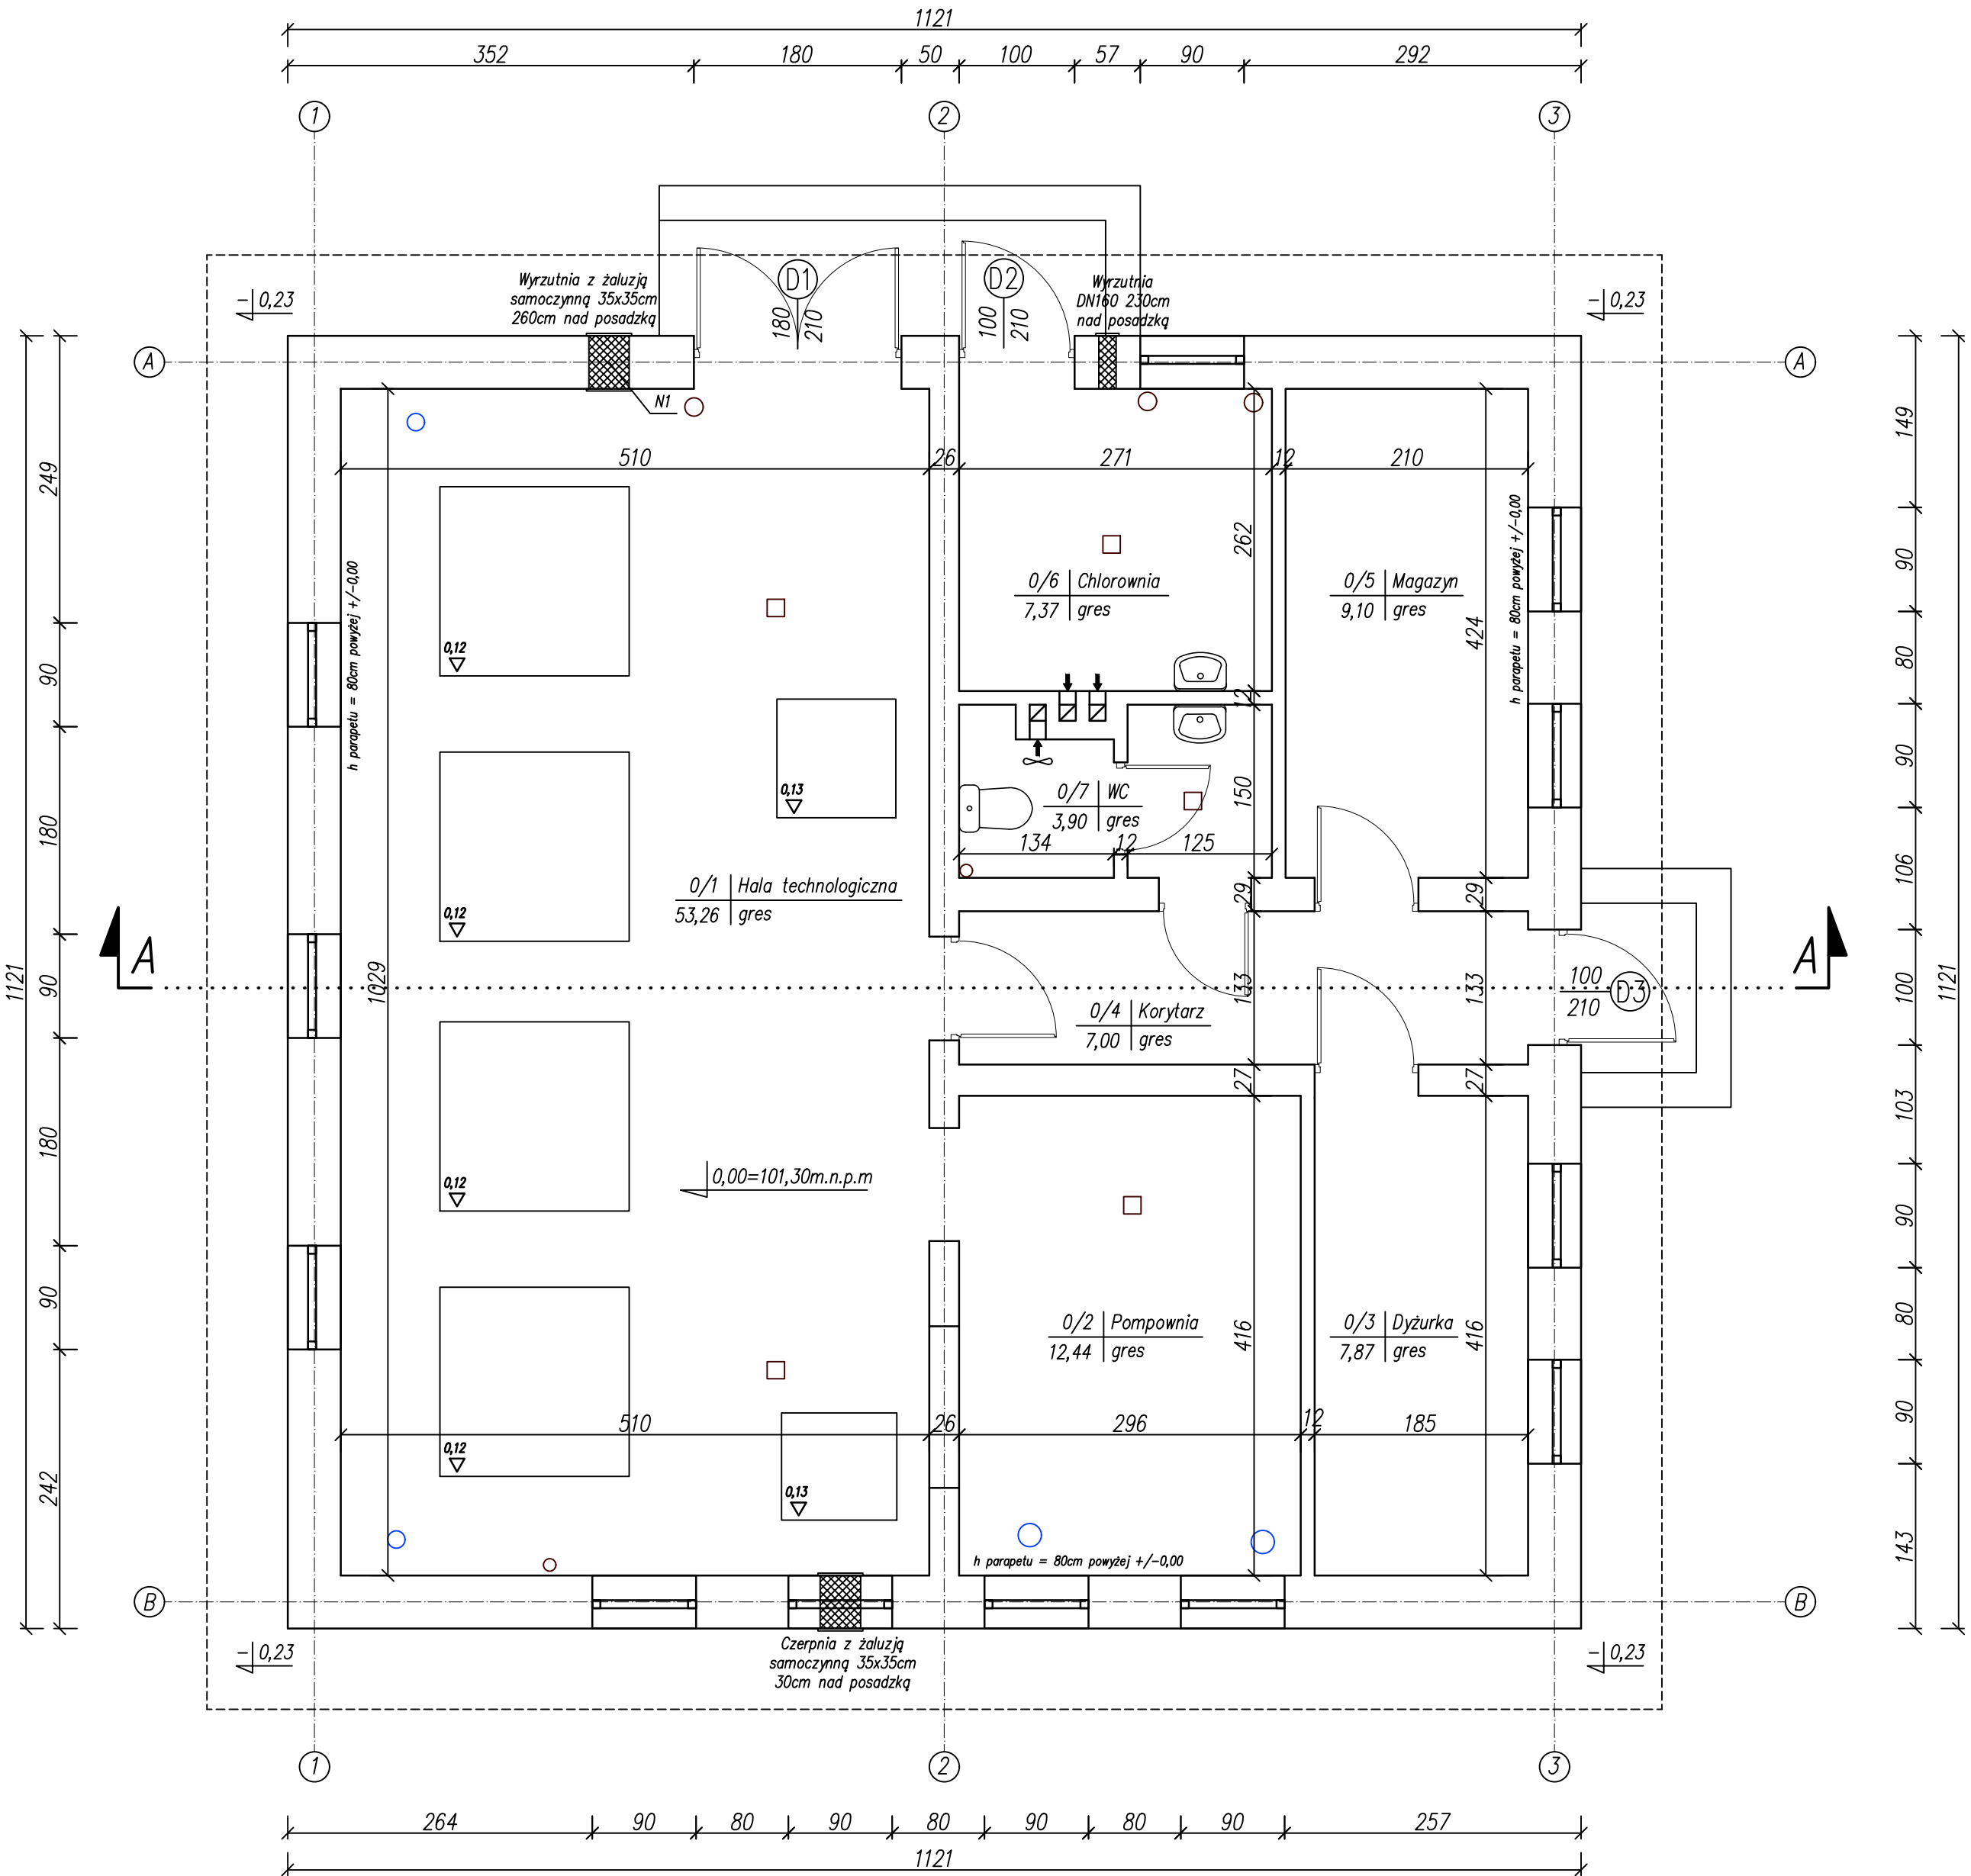 1121
352 180 50 100 57 90 292
1 2 3
Wyrzutnia z żaluzją
samoczynną 35x35cm
260cm nad posadzką
D1
180
210
D2
100
210
Wyrzutnia
DN160 230cm
nad posadzką
-0,23
-0,23
A
A
N1
510 26 271 12 210
h parapetu = 80cm powyżej +/-0,00
h parapetu = 80cm powyżej +/-0,00
262
424
0/6 Chlorownia
7,37 gres
0/5 Magazyn
9,10 gres
0,12
0,13
12
150
0/7 WC
3,90 gres
134 12 125
0/1 Hala technologiczna
53,26 gres
0,12
29
29
A
A
1029
133
133
100
210
D3
0/4 Korytarz
7,00 gres
27
27
0,12
0,00=101,30m.n.p.m
0/2 Pompownia
12,44 gres
0/3 Dyżurka
7,87 gres
416
416
510 26 296 12 185
0,12
0,13
h parapetu = 80cm powyżej +/-0,00
B
B
Czerpnia z żaluzją
samoczynną 35x35cm
30cm nad posadzką
-0,23
-0,23
1 2 3
1121
249
90
180
90
180
90
242
149
90
80
90
106
100
103
90
80
90
143
1121
264 90 80 90 80 90 80 90 257
1121